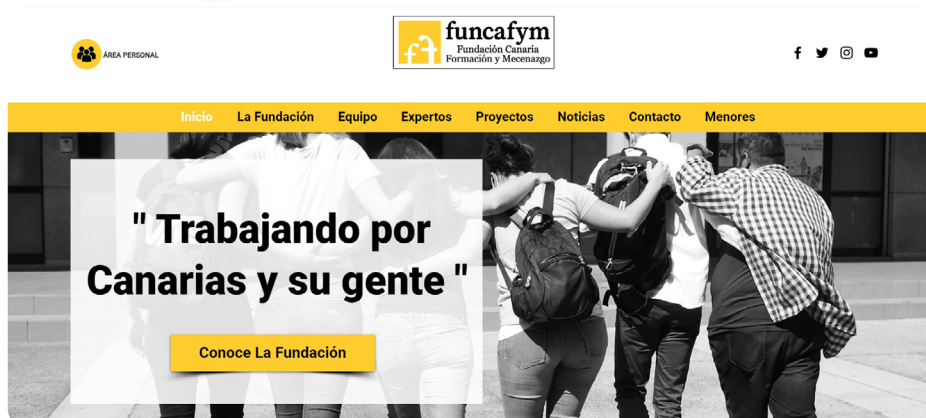 ÁREA PERSONAL
funcafym
Fundación Canaria
Formación y Mecenazgo
Inicio La Fundación Equipo Expertos Proyectos Noticias Contacto Menores
" Trabajando por
Canarias y su gente "
Conoce La Fundación